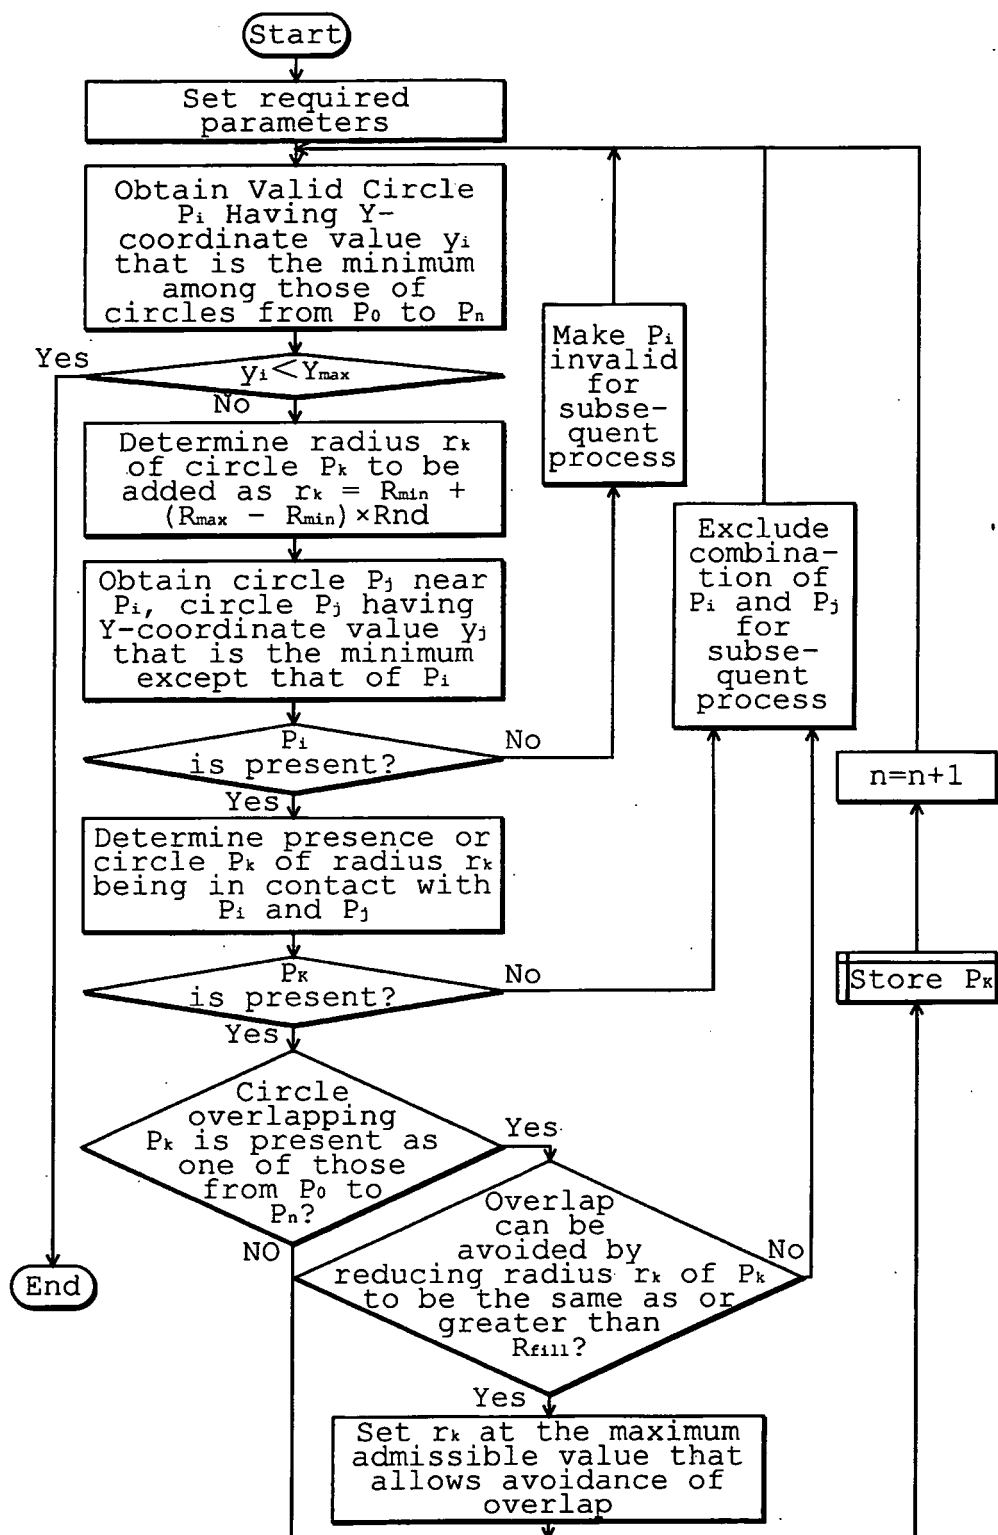 Start
Set required
parameters
Obtain Valid Circle
Pi Having Y-
coordinate value yi
that is the minimum
among those of
circles from P0 to Pn
Yes
yi<Ymax
No
Determine radius rk
of circle Pk to be
added as rk = Rmin +
(Rmax - Rmin)×Rnd
Obtain circle Pj near
Pi, circle Pj having
Y-coordinate value yj
that is the minimum
except that of Pi
Pi
is present?
No
Yes
Make Pi
invalid
for
subse-
quent
process
Determine presence or
circle Pk of radius rk
being in contact with
Pi and Pj
PK
is present?
No
Yes
Exclude
combina-
tion of
Pi and Pj
for
subse-
quent
process
Circle
overlapping
Pk is present as
one of those
from P0 to
Pn?
Yes
NO
Overlap
can be
avoided by
reducing radius rk of Pk
to be the same as or
greater than
Rfill?
No
Yes
Set rk at the maximum
admissible value that
allows avoidance of
overlap
Store PK
n=n+1
End